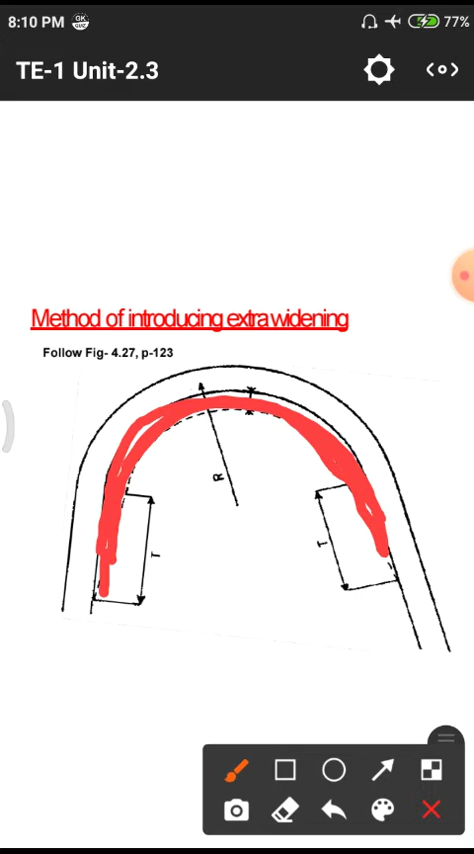 8:10 PM
77%
TE-1 Unit-2.3
Method of introducing extra widening
Follow Fig- 4.27, p-123
R
T
T